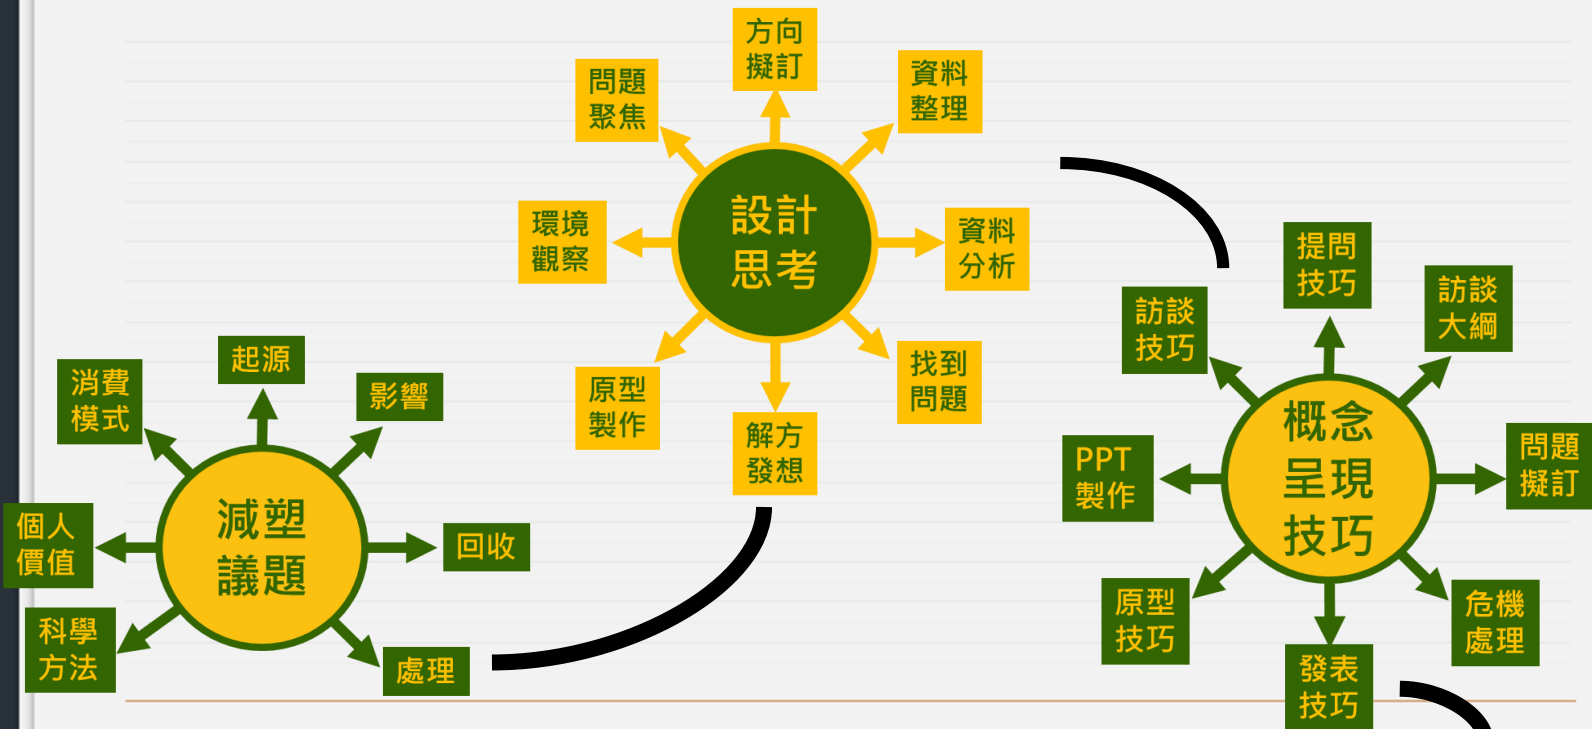 方向
擬訂
問題
聚焦
資料
整理
設計
思考
環境
觀察
資料
分析
原型
製作
找到
問題
解方
發想
起源
消費
模式
影響
減塑
議題
個人
價值
回收
科學
方法
處理
提問
技巧
訪談
技巧
訪談
大綱
概念
呈現
技巧
PPT
製作
問題
擬訂
原型
技巧
危機
處理
發表
技巧